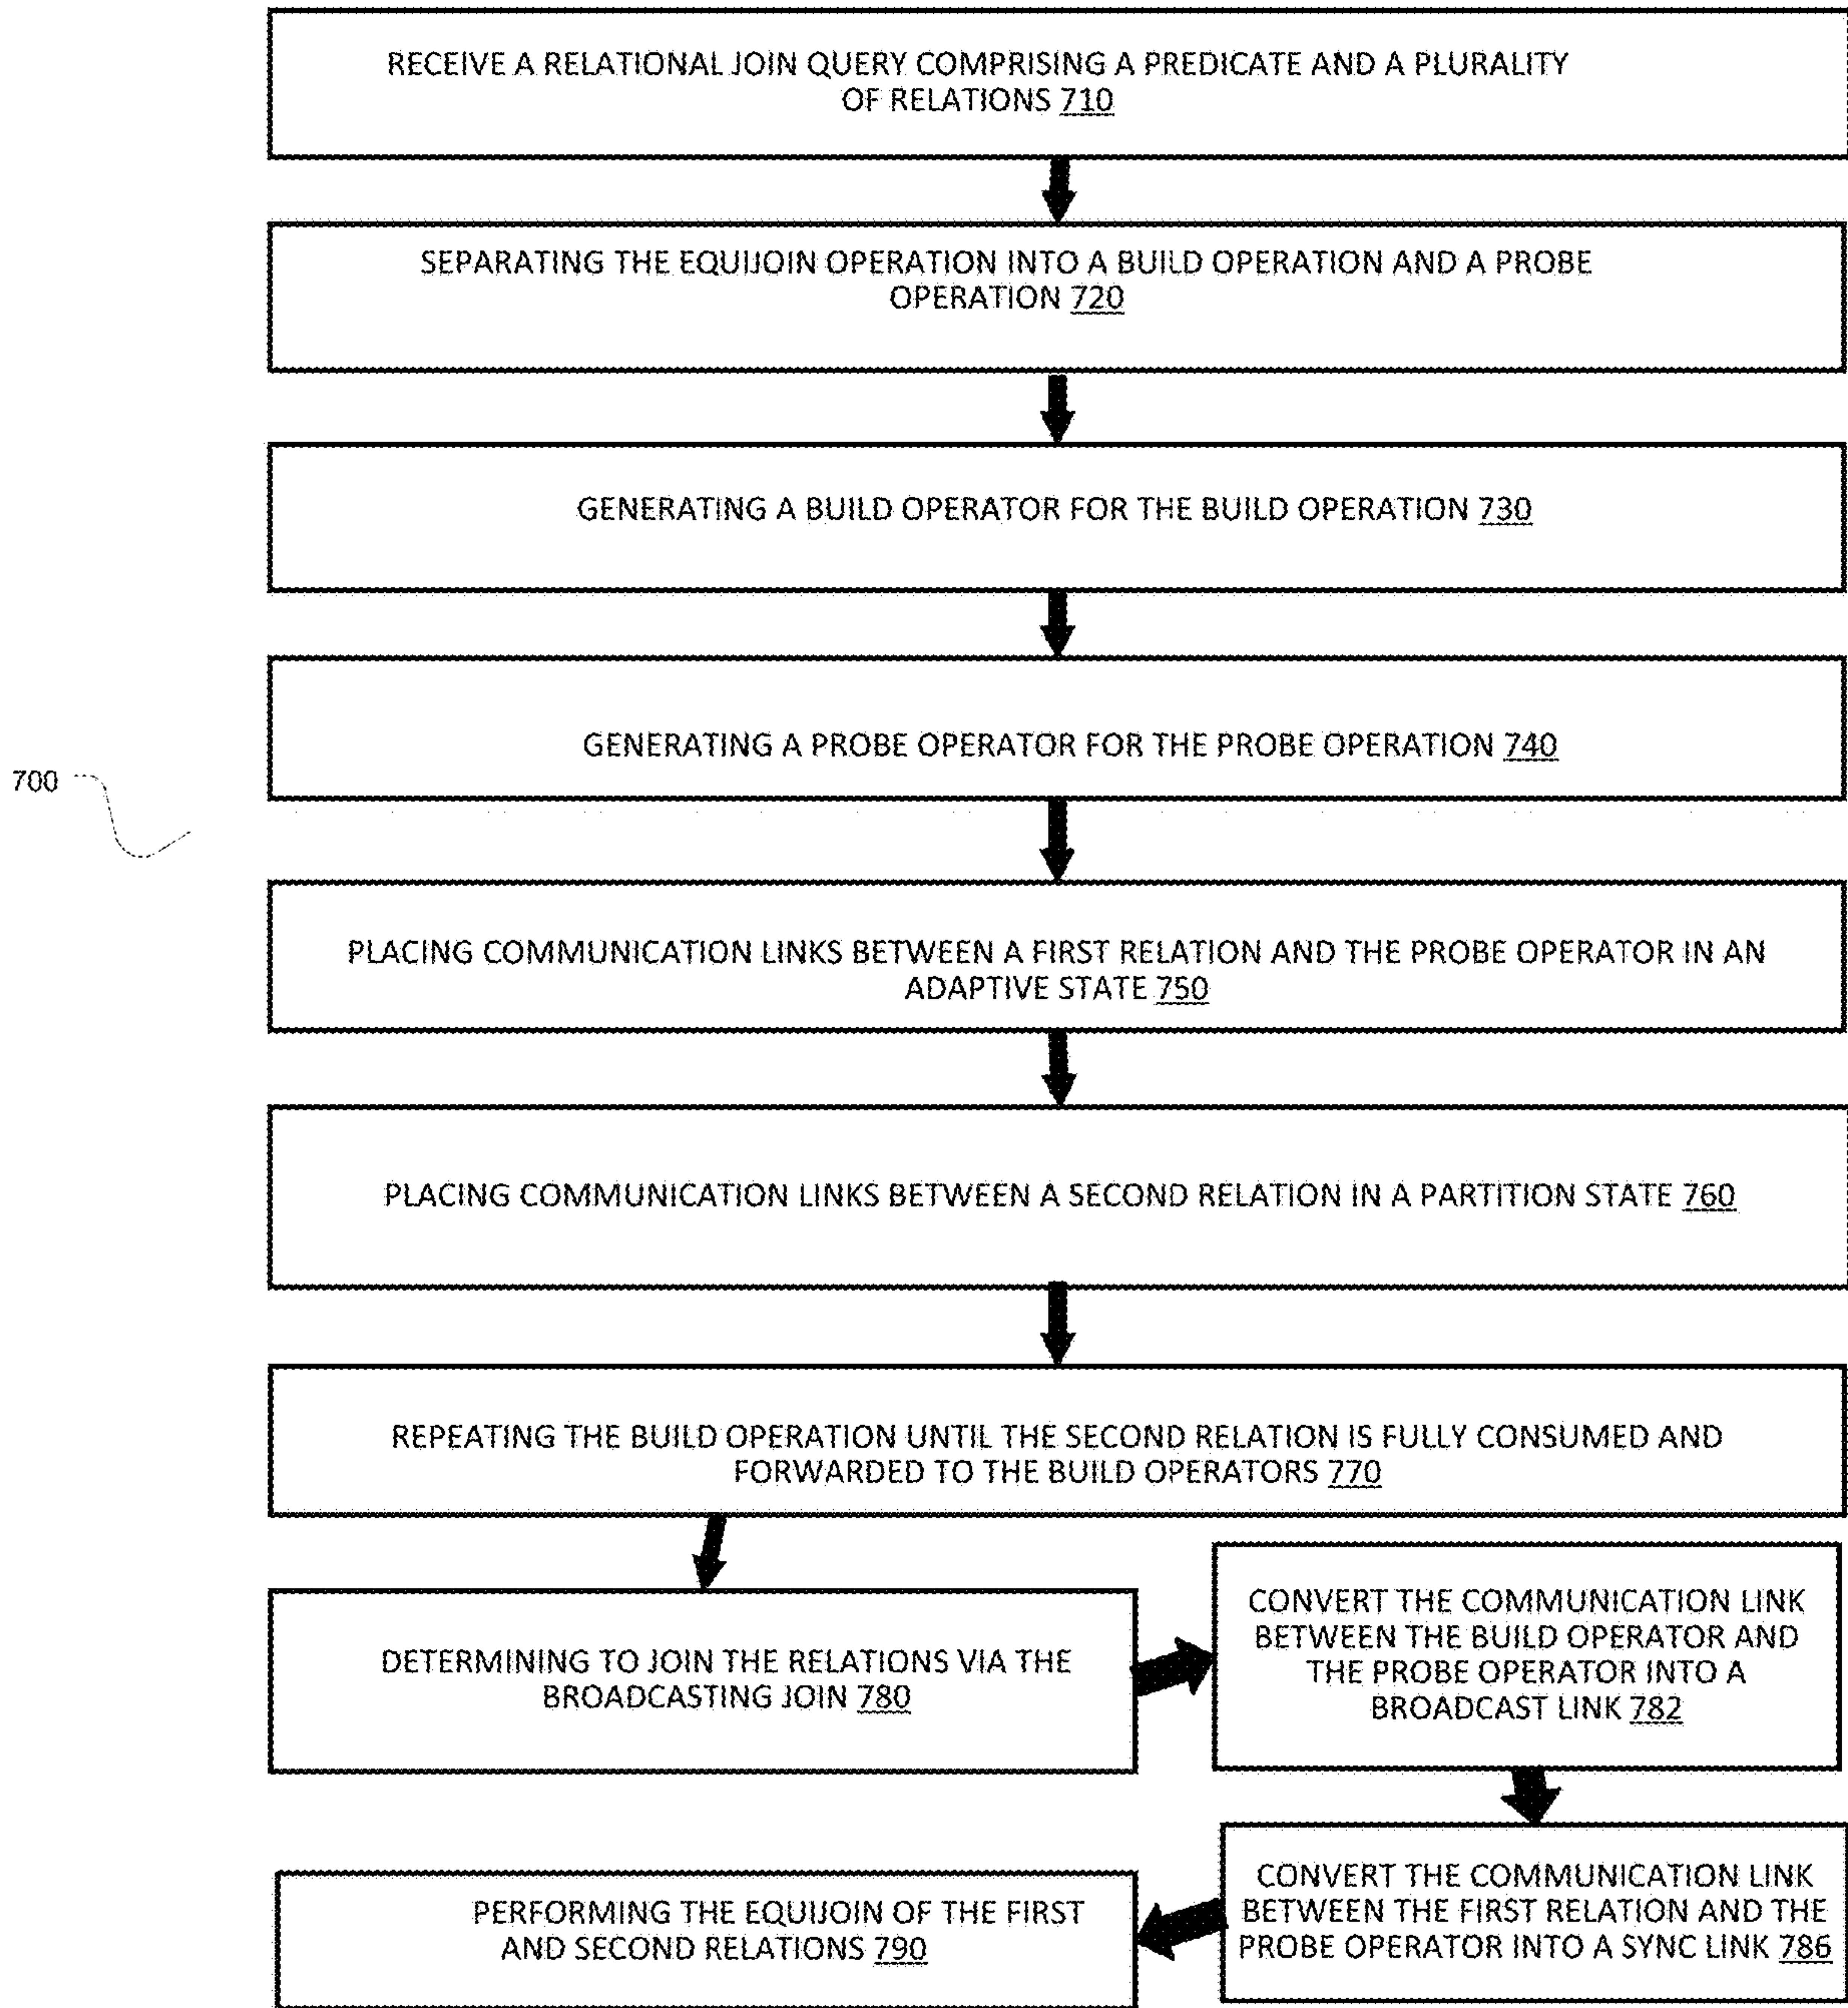 RECEIVE A RELATIONAL JOIN QUERY COMPRISING A PREDICATE AND A PLURALITY
OF RELATIONS 710
SEPARATING THE EQUIJOIN OPERATION INTO A BUILD OPERATION AND A PROBE
OPERATION 720
GENERATING A BUILD OPERATOR FOR THE BUILD OPERATION 730
GENERATING A PROBE OPERATOR FOR THE PROBE OPERATION 740
700
PLACING COMMUNICATION LINKS BETWEEN A FIRST RELATION AND THE PROBE OPERATOR IN AN
ADAPTIVE STATE 750
PLACING COMMUNICATION LINKS BETWEEN A SECOND RELATION IN A PARTITION STATE 760
REPEATING THE BUILD OPERATION UNTIL THE SECOND RELATION IS FULLY CONSUMED AND
FORWARDED TO THE BUILD OPERATORS 770
DETERMINING TO JOIN THE RELATIONS VIA THE
BROADCASTING JOIN 780
CONVERT THE COMMUNICATION LINK
BETWEEN THE BUILD OPERATOR AND
THE PROBE OPERATOR INTO A
BROADCAST LINK 782
CONVERT THE COMMUNICATION LINK
BETWEEN THE FIRST RELATION AND THE
PROBE OPERATOR INTO A SYNC LINK 786
PERFORMING THE EQUIJOIN OF THE FIRST
AND SECOND RELATIONS 790